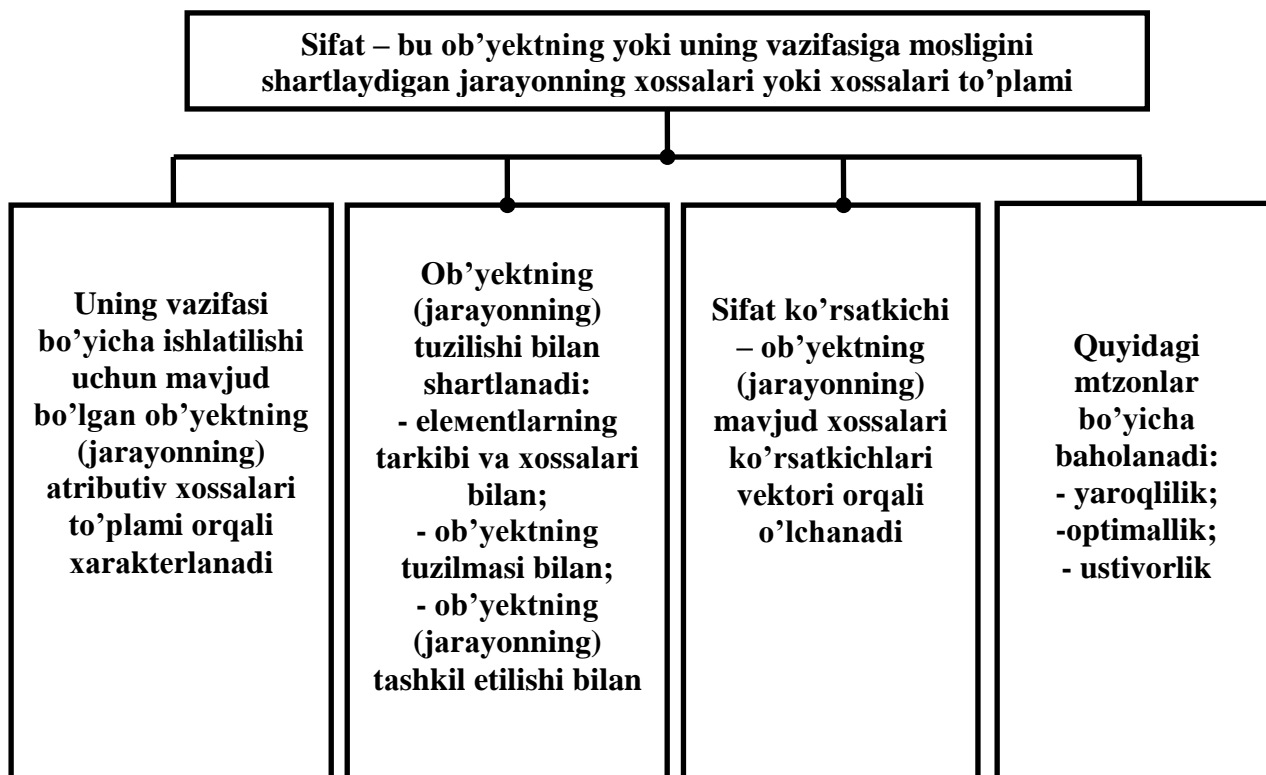 Sifat – bu ob’yektning yoki uning vazifasiga mosligini
shartlaydigan jarayonning xossalari yoki xossalari to’plami
Uning vazifasi
bo’yicha ishlatilishi
uchun mavjud
bo’lgan ob’yektning
(jarayonning)
atributiv xossalari
to’plami orqali
xarakterlanadi
Ob’yektning
(jarayonning)
tuzilishi bilan
shartlanadi:
- eleмentlarning
tarkibi va xossalari
bilan;
- ob’yektning
tuzilmasi bilan;
- ob’yektning
(jarayonning)
tashkil etilishi bilan
Sifat ko’rsatkichi
– ob’yektning
(jarayonning)
mavjud xossalari
ko’rsatkichlari
vektori orqali
o’lchanadi
Quyidagi
mtzonlar
bo’yicha
baholanadi:
- yaroqlilik;
-optimallik;
- ustivorlik